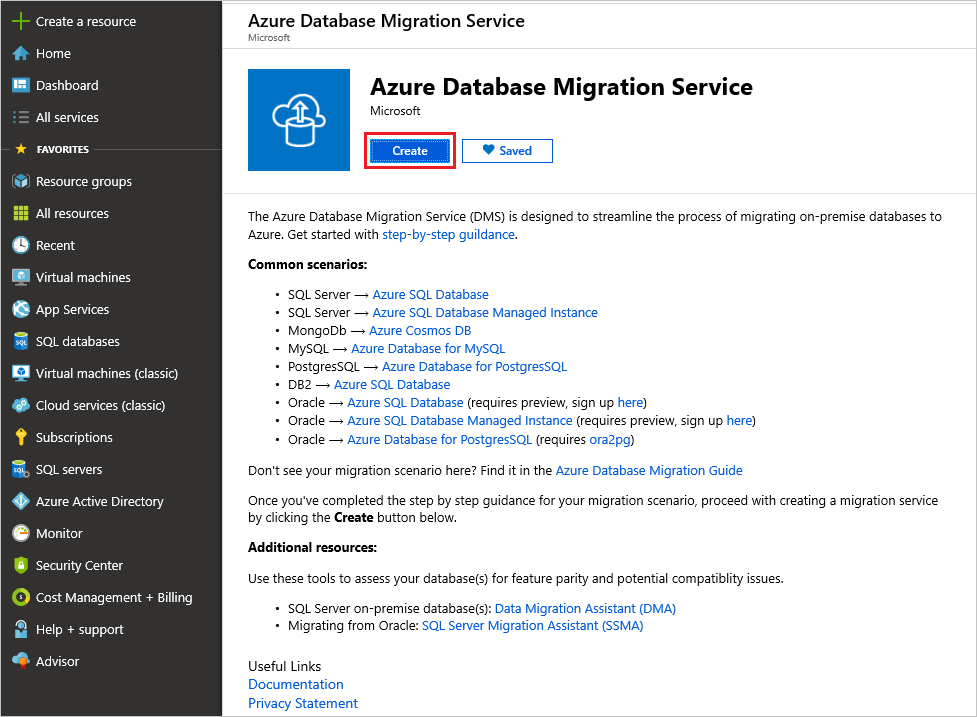 Create a resource
Home
Dashboard
All services
FAVORITES
Resource groups
All resources
Recent
Virtual machines
App Services
SQL databases
Virtual machines (classic)
Cloud services (classic)
Subscriptions
SQL servers
Azure Active Directory
Monitor
Security Center
Cost Management + Billing
Help + support
Advisor
Azure Database Migration Service
Microsoft
Azure Database Migration Service
Microsoft
Create
Saved
The Azure Database Migration Service (DMS) is designed to streamline the process of migrating on-premise databases to
Azure. Get started with step-by-step guildance.
Common scenarios:
• SQL Server ⟶ Azure SQL Database
• SQL Server ⟶ Azure SQL Database Managed Instance
• MongoDb ⟶ Azure Cosmos DB
• MySQL ⟶ Azure Database for MySQL
• PostgresSQL ⟶ Azure Database for PostgresSQL
• DB2 ⟶ Azure SQL Database
• Oracle ⟶ Azure SQL Database (requires preview, sign up here)
• Oracle ⟶ Azure SQL Database Managed Instance (requires preview, sign up here)
• Oracle ⟶ Azure Database for PostgreSQL (requires ora2pg)
Don't see your migration scenario here? Find it in the Azure Database Migration Guide
Once you've completed the step by step guidance for your migration scenario, proceed with creating a migration service
by clicking the Create button below.
Additional resources:
Use these tools to assess your database(s) for feature parity and potential compatiblity issues.
• SQL Server on-premise database(s): Data Migration Assistant (DMA)
• Migrating from Oracle: SQL Server Migration Assistant (SSMA)
Useful Links
Documentation
Privacy Statement